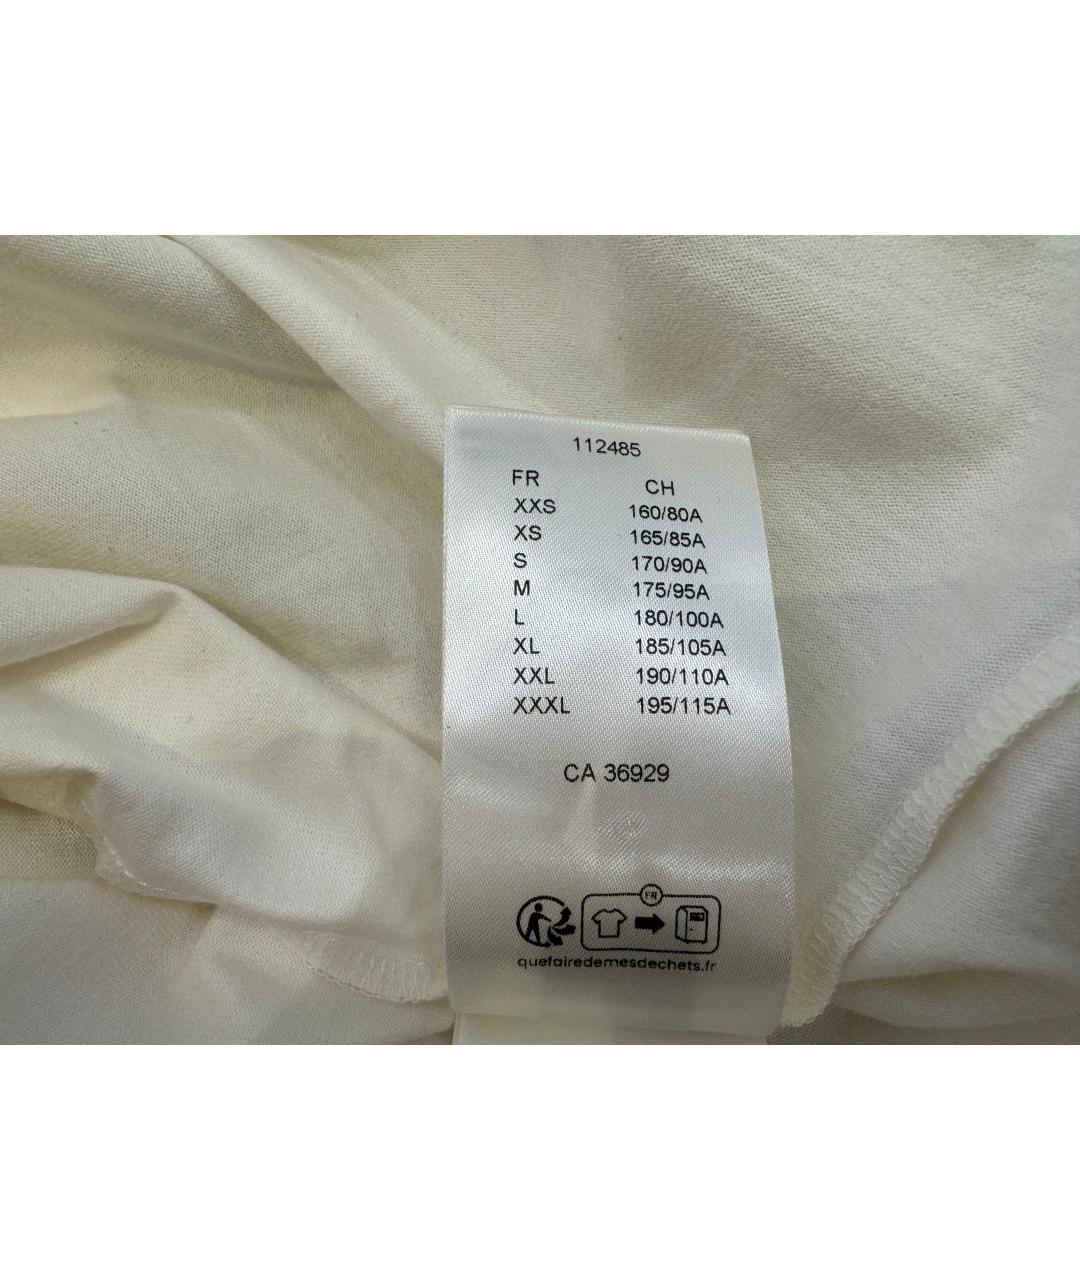 112485
FR CH
XXS 160/80A
XS 165/85A
S 170/90A
M 175/95A
L 180/100A
XL 185/105A
XXL 190/110A
XXXL 195/115A
CA 36929
FR
quefairedemesdechets.fr